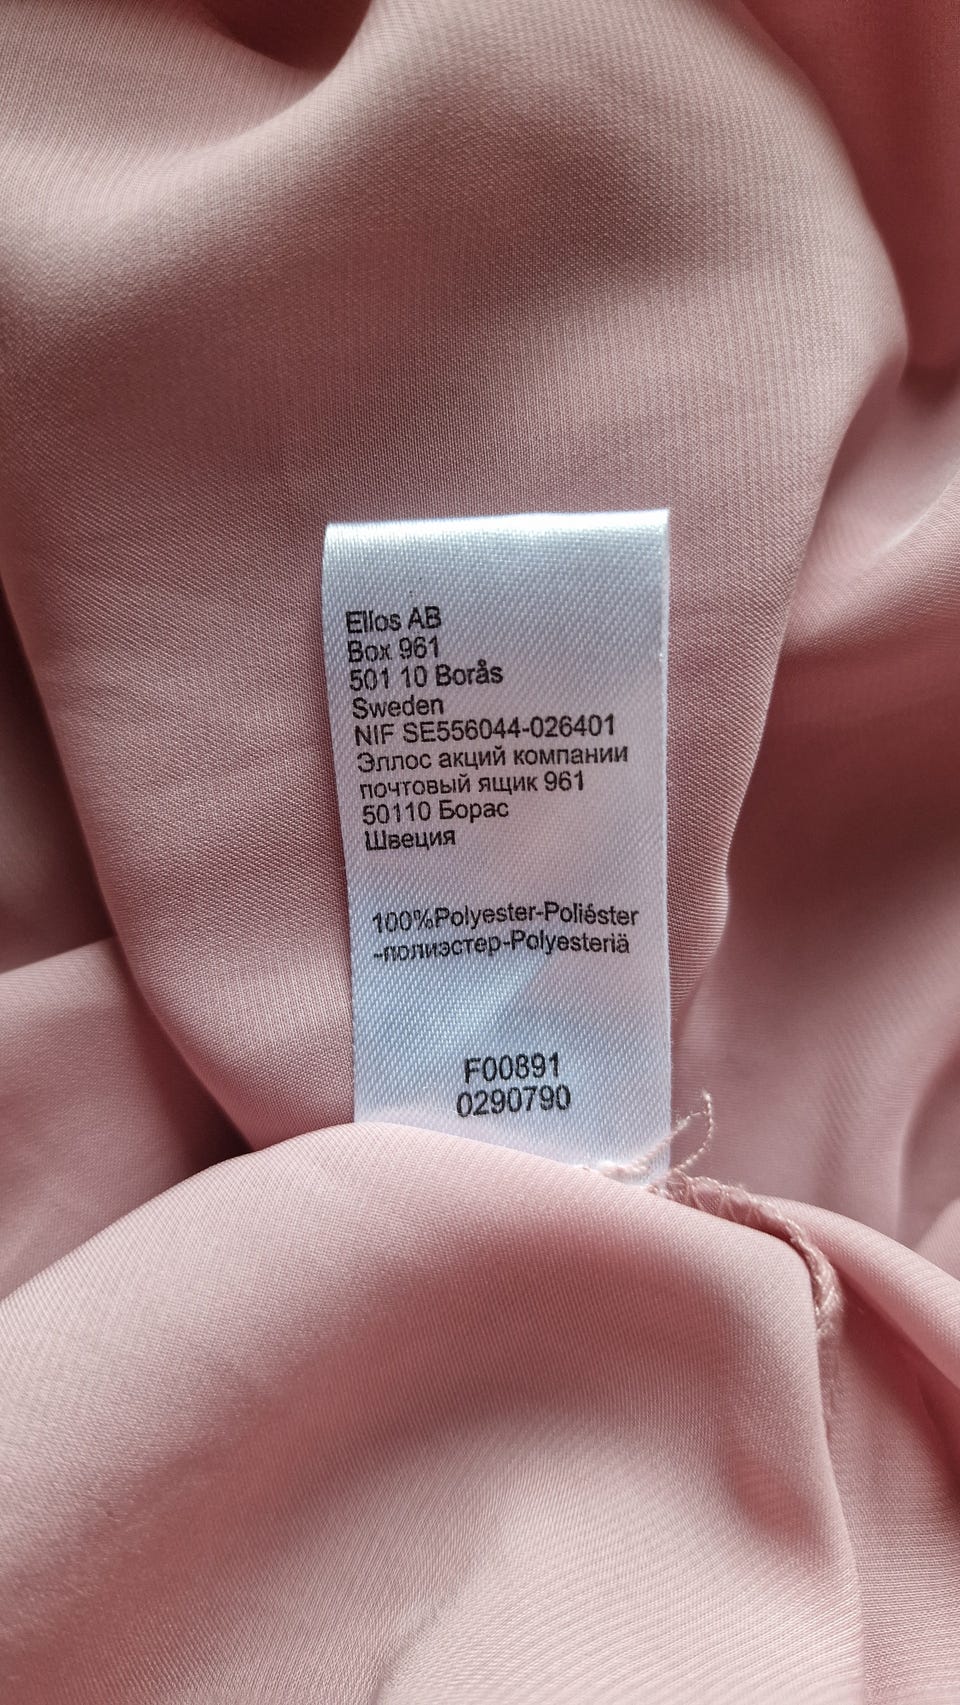 Ellos AB
Box 961
501 10 Borås
Sweden
NIF SE556044-026401
Эллос акций компании
почтовый ящик 961
50110 Борас
Швеция
100%Polyester-Poliéster
-полиэстер-Polyesteriä
F00891
0290790